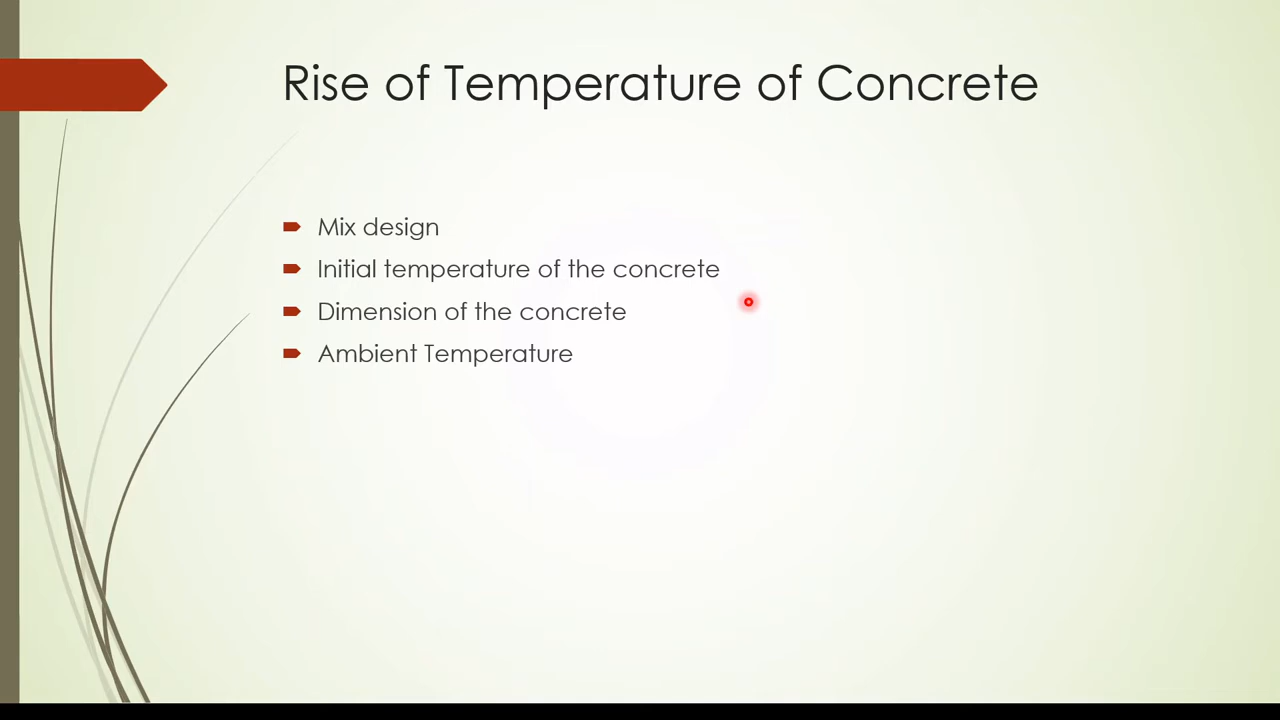 Rise of Temperature of Concrete
Mix design
Initial temperature of the concrete
Dimension of the concrete
Ambient Temperature